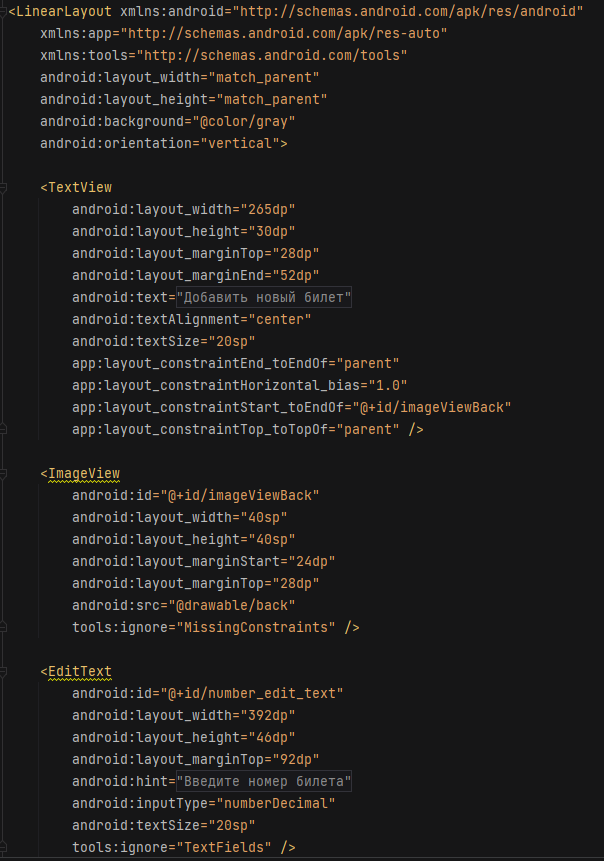 <LinearLayout xmlns:android="http://schemas.android.com/apk/res/android"
    xmlns:app="http://schemas.android.com/apk/res-auto"
    xmlns:tools="http://schemas.android.com/tools"
    android:layout_width="match_parent"
    android:layout_height="match_parent"
    android:background="@color/gray"
    android:orientation="vertical">

    <TextView
        android:layout_width="265dp"
        android:layout_height="30dp"
        android:layout_marginTop="28dp"
        android:layout_marginEnd="52dp"
        android:text="Добавить новый билет"
        android:textAlignment="center"
        android:textSize="20sp"
        app:layout_constraintEnd_toEndOf="parent"
        app:layout_constraintHorizontal_bias="1.0"
        app:layout_constraintStart_toEndOf="@+id/imageViewBack"
        app:layout_constraintTop_toTopOf="parent" />

    <ImageView
        android:id="@+id/imageViewBack"
        android:layout_width="40sp"
        android:layout_height="40sp"
        android:layout_marginStart="24dp"
        android:layout_marginTop="28dp"
        android:src="@drawable/back"
        tools:ignore="MissingConstraints" />

    <EditText
        android:id="@+id/number_edit_text"
        android:layout_width="392dp"
        android:layout_height="46dp"
        android:layout_marginTop="92dp"
        android:hint="Введите номер билета"
        android:inputType="numberDecimal"
        android:textSize="20sp"
        tools:ignore="TextFields" />